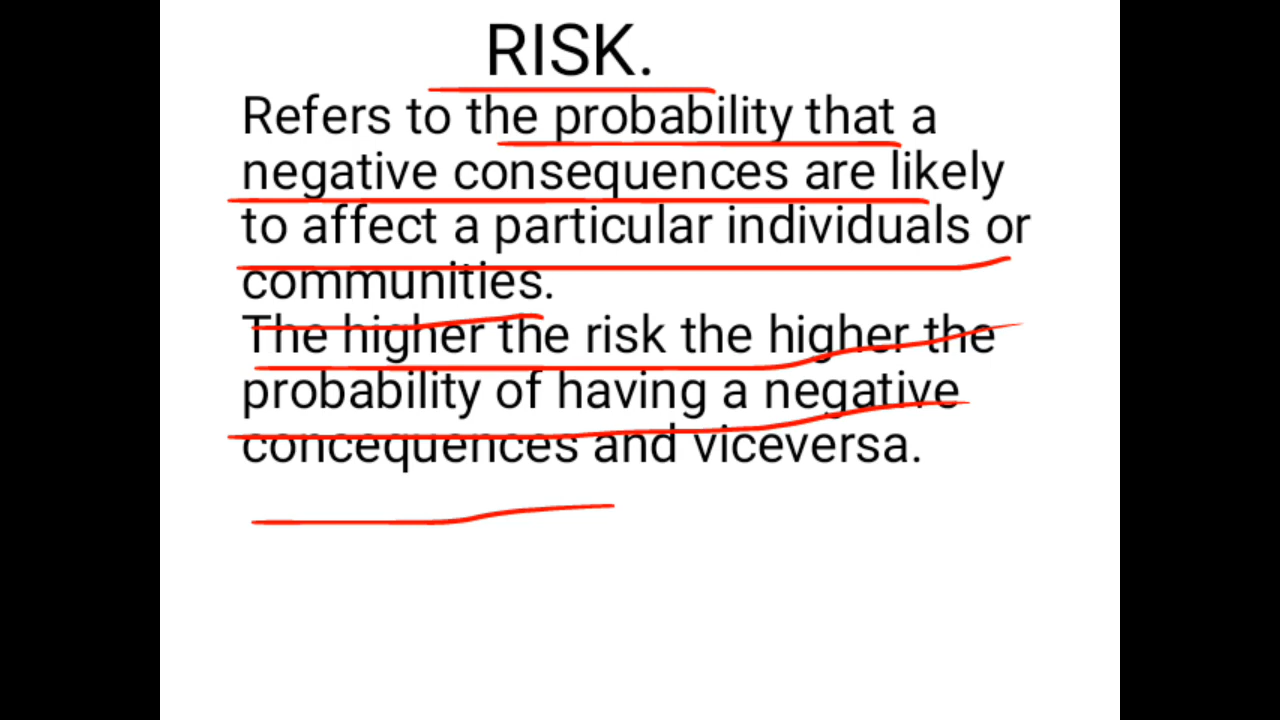 RISK.
Refers to the probability that a
negative consequences are likely
to affect a particular individuals or
communities.
The higher the risk the higher the
probability of having a negative
concequences and viceversa.